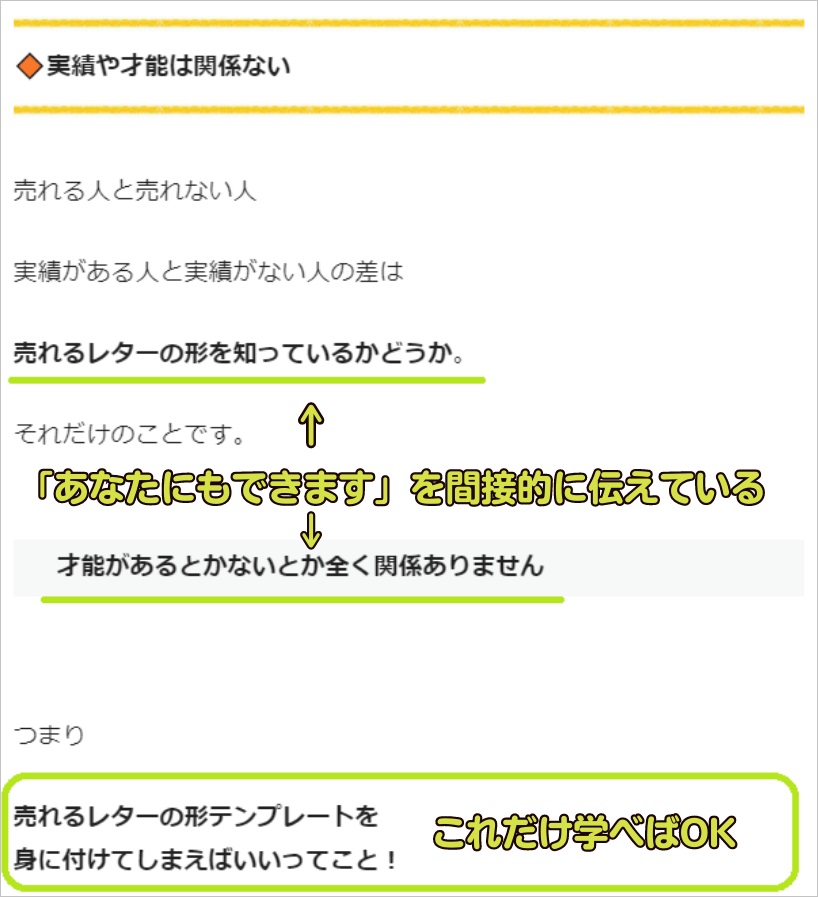 実績や才能は関係ない
売れる人と売れない人
実績がある人と実績がない人の差は
売れるレターの形を知っているかどうか。
それだけのことです。
「あなたにもできます」を間接的に伝えている
才能があるとかないとか全く関係ありません
つまり
売れるレターの形テンプレートを
身に付けてしまえばいいってこと！
これだけ学べばOK